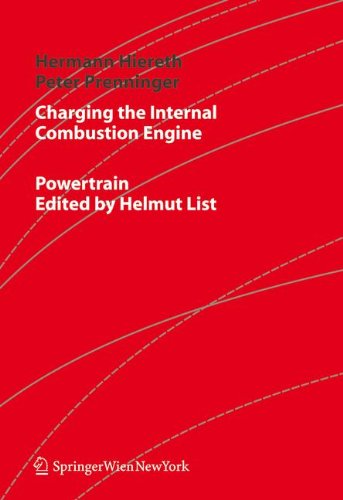 Hermann Hiereth
Peter Prenninger
Charging the Internal
Combustion Engine
Powertrain
Edited by Helmut List
SpringerWienNewYork